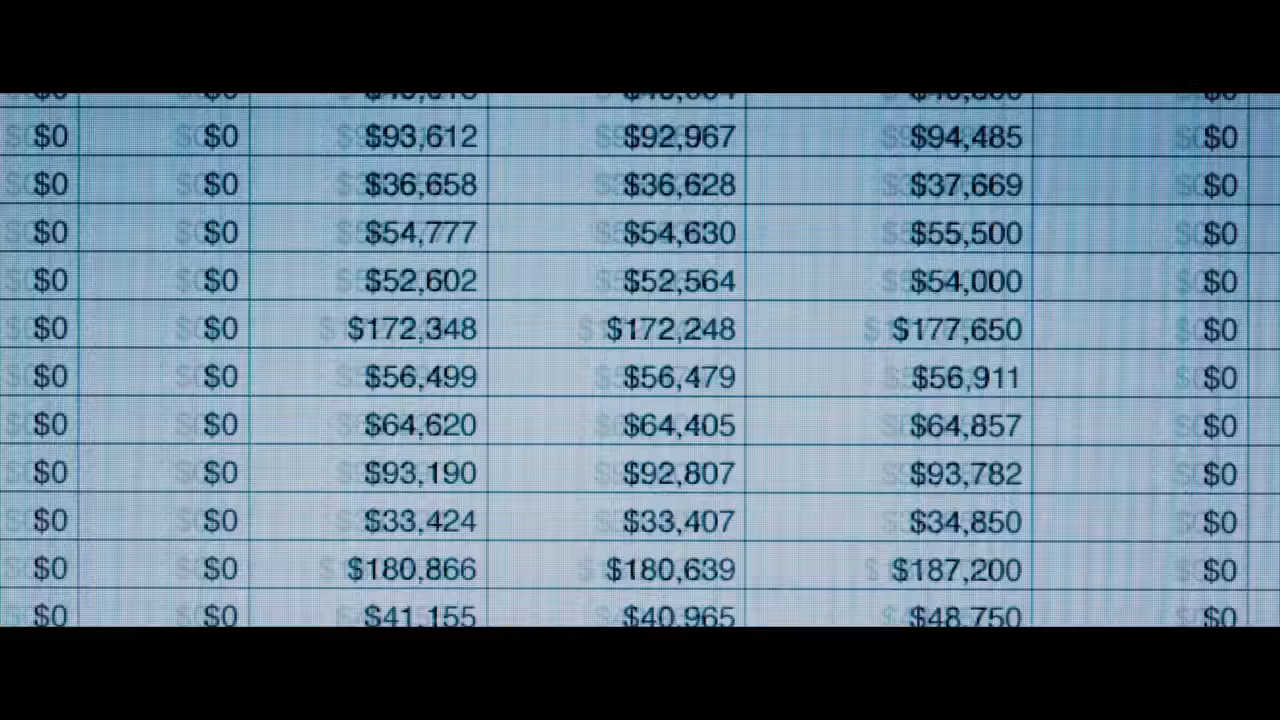 $0 $0 $93,612 $92,967 $94,485 $0
$0 $0 $36,658 $36,628 $37,669 $0
$0 $0 $54,777 $54,630 $55,500 $0
$0 $0 $52,602 $52,564 $54,000 $0
$0 $0 $172,348 $172,248 $177,650 $0
$0 $0 $56,499 $56,479 $56,911 $0
$0 $0 $64,620 $64,405 $64,857 $0
$0 $0 $93,190 $92,807 $93,782 $0
$0 $0 $33,424 $33,407 $34,850 $0
$0 $0 $180,866 $180,639 $187,200 $0
$0 $0 $41,155 $40,965 $48,750 $0